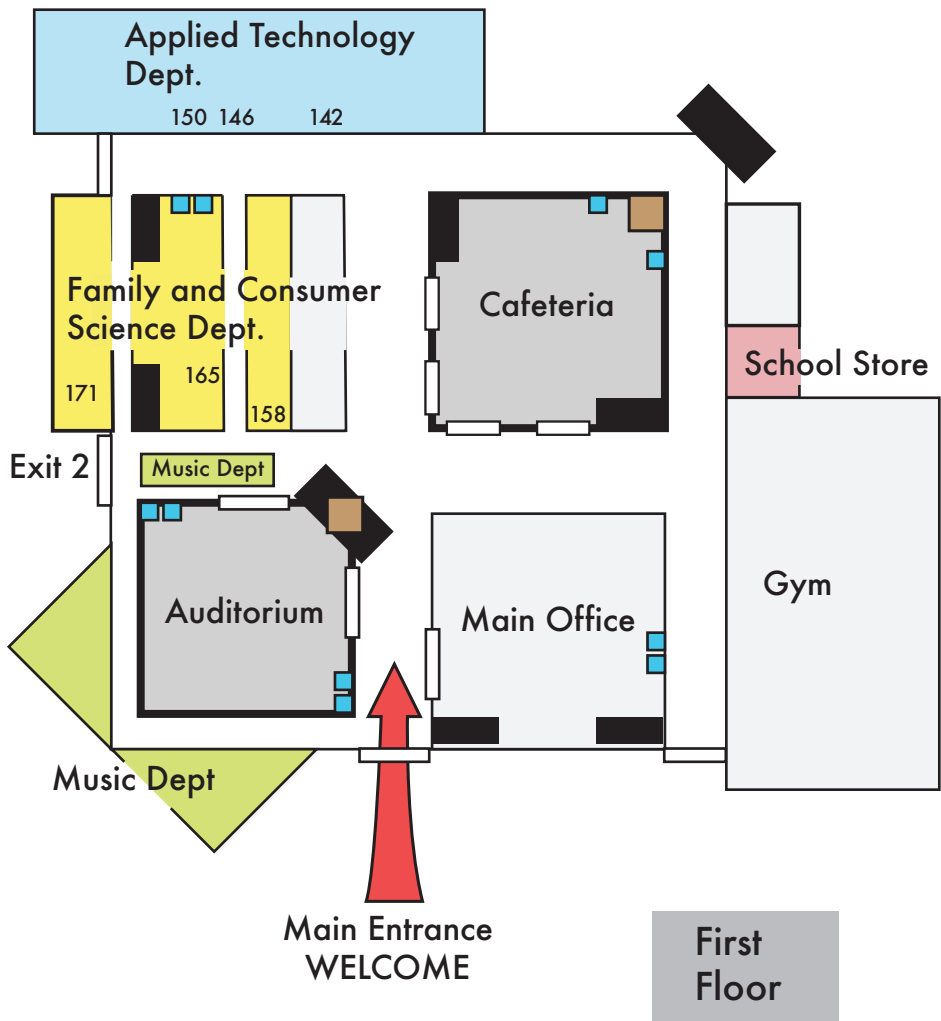 Applied Technology
Dept.
150 146 142
Family and Consumer
Science Dept.
171
165
158
Cafeteria
School Store
Exit 2
Music Dept
Auditorium
Main Office
Gym
Music Dept
Main Entrance
WELCOME
First
Floor